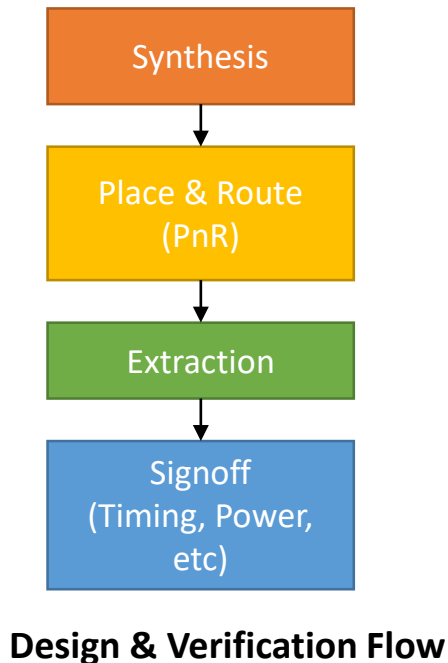 Synthesis
Place & Route
(PnR)
Extraction
Signoff
(Timing, Power,
etc)
Design & Verification Flow